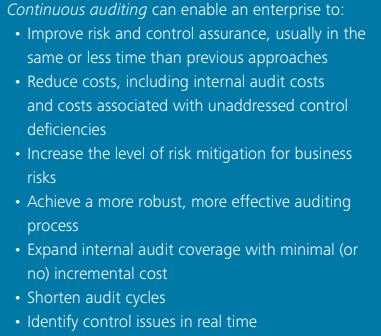 Continuous auditing can enable an enterprise to:
• Improve risk and control assurance, usually in the
same or less time than previous approaches
• Reduce costs, including internal audit costs
and costs associated with unaddressed control
deficiencies
• Increase the level of risk mitigation for business
risks
• Achieve a more robust, more effective auditing
process
• Expand internal audit coverage with minimal (or
no) incremental cost
• Shorten audit cycles
• Identify control issues in real time